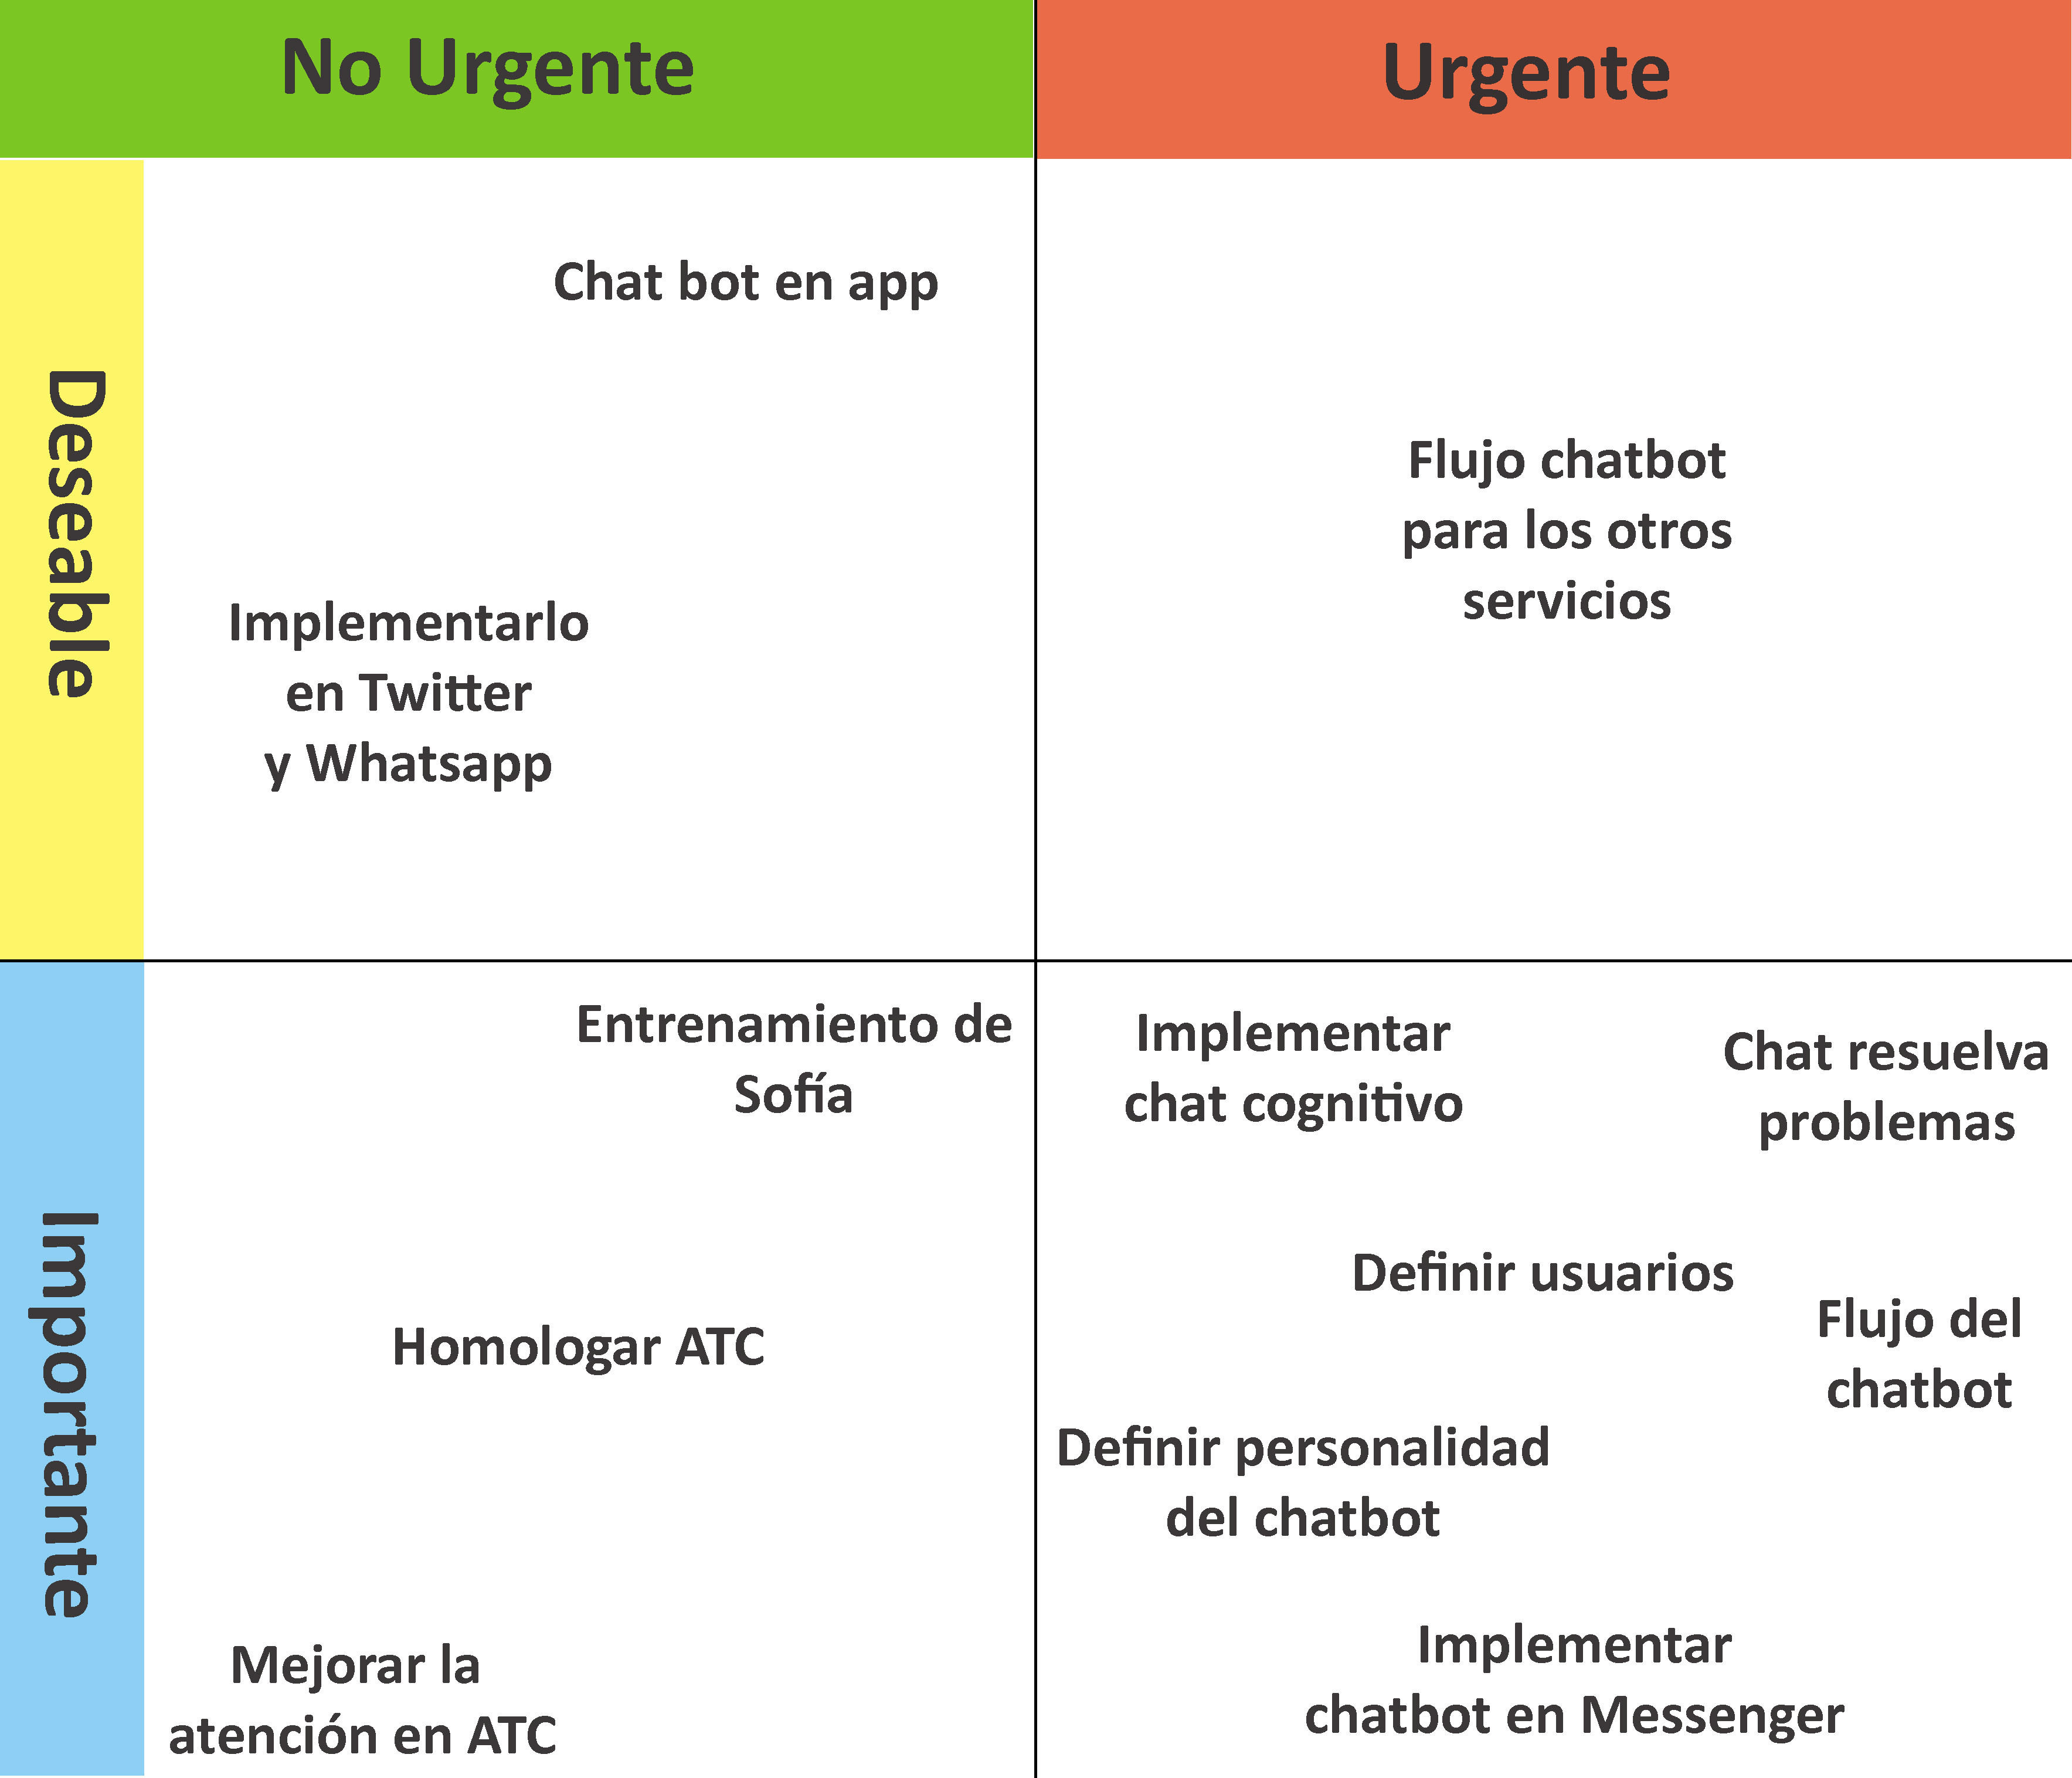 No Urgente
Urgente
Deseable
Chat bot en app
Implementarlo
en Twitter
y Whatsapp
Flujo chatbot
para los otros
servicios
Importante
Entrenamiento de
Sofía
Homologar ATC
Mejorar la
atención en ATC
Implementar
chat cognitivo
Chat resuelva
problemas
Definir usuarios
Flujo del
chatbot
Definir personalidad
del chatbot
Implementar
chatbot en Messenger